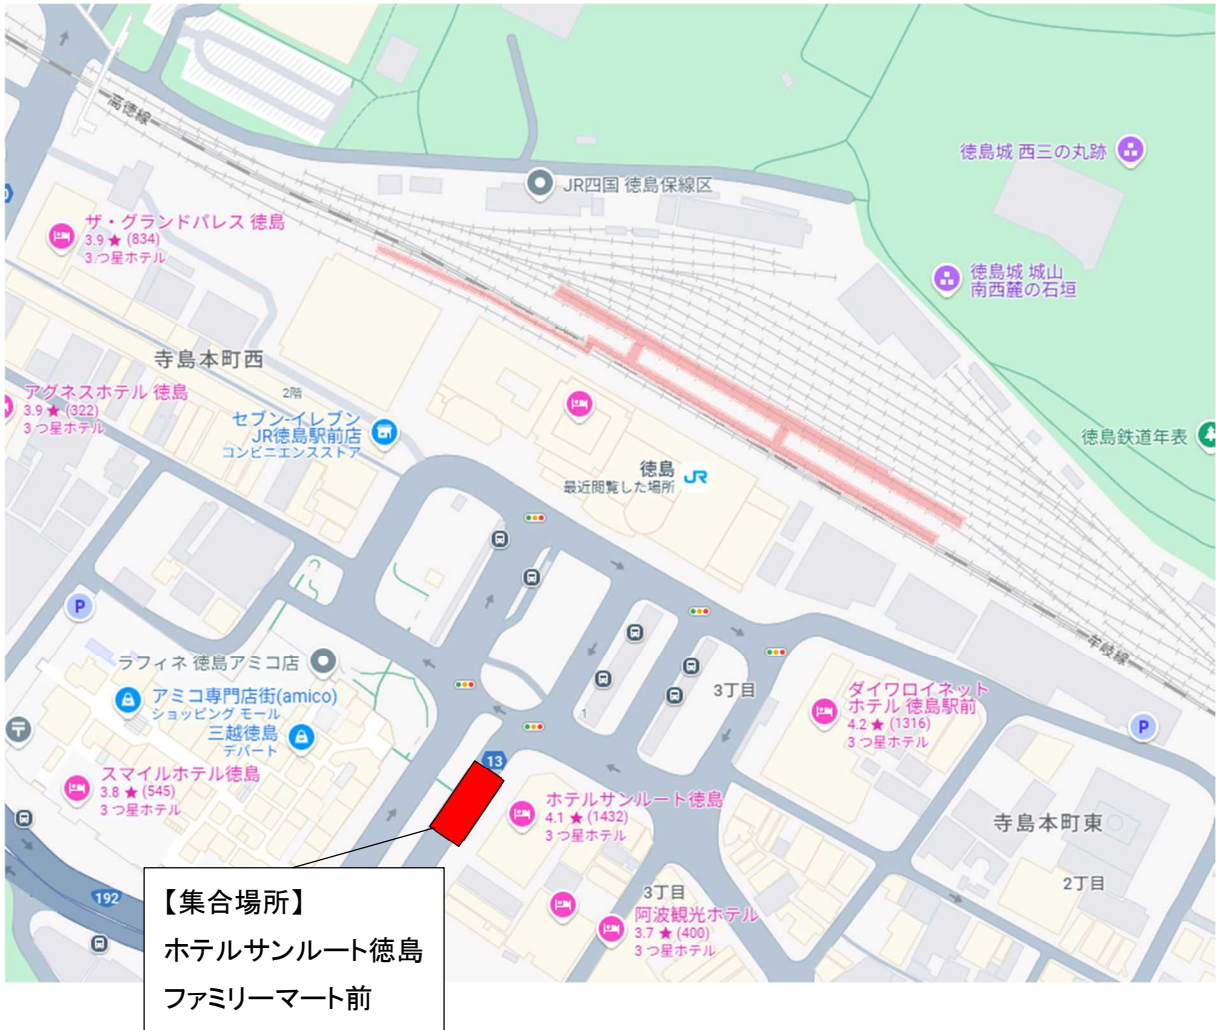 高徳線
徳島城 西三の丸跡
JR四国 徳島保線区
ザ・グランドパレス 徳島
3.9 ★ (834)
3 つ星ホテル
徳島城 城山
南西麓の石垣
寺島本町西
アグネスホテル 徳島
3.9 ★ (322)
3 つ星ホテル
2階
セブン-イレブン
JR徳島駅前店
コンビニエンスストア
徳島鉄道年表
徳島
最近閲覧した場所
JR
P
牟岐線
ラフィネ 徳島アミコ店
アミコ専門店街(amico)
ショッピング モール
三越徳島
デパート
3丁目
1
ダイワロイネット
ホテル 徳島駅前
4.2 ★ (1316)
3 つ星ホテル
P
13
スマイルホテル徳島
3.8 ★ (545)
3 つ星ホテル
ホテルサンルート徳島
4.1 ★ (1432)
3 つ星ホテル
寺島本町東
2丁目
192
3丁目
阿波観光ホテル
3.7 ★ (400)
3 つ星ホテル
【集合場所】
ホテルサンルート徳島
ファミリーマート前